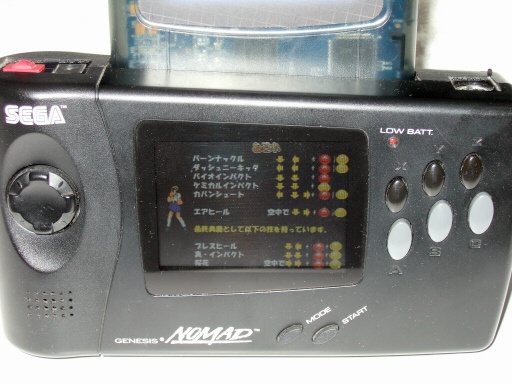 SEGA™
LOW BATT.
X
Y
Z
A
B
C
バーンナックル
ダッシュニーキック
バイオインパクト
ケミカルインパクト
カバンシュート
エアヒール 空中で
最終奥義として以下の技を持っています。
プレスヒール
真・インパクト
空中で
GENESIS NOMAD™
MODE
START